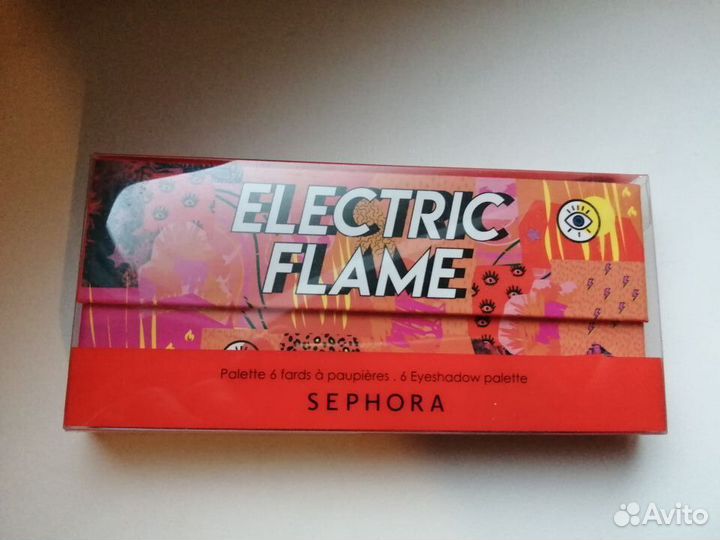 ELECTRIC
FLAME
Palette 6 fards à paupières . 6 Eyeshadow palette
SEPHORA
Avito